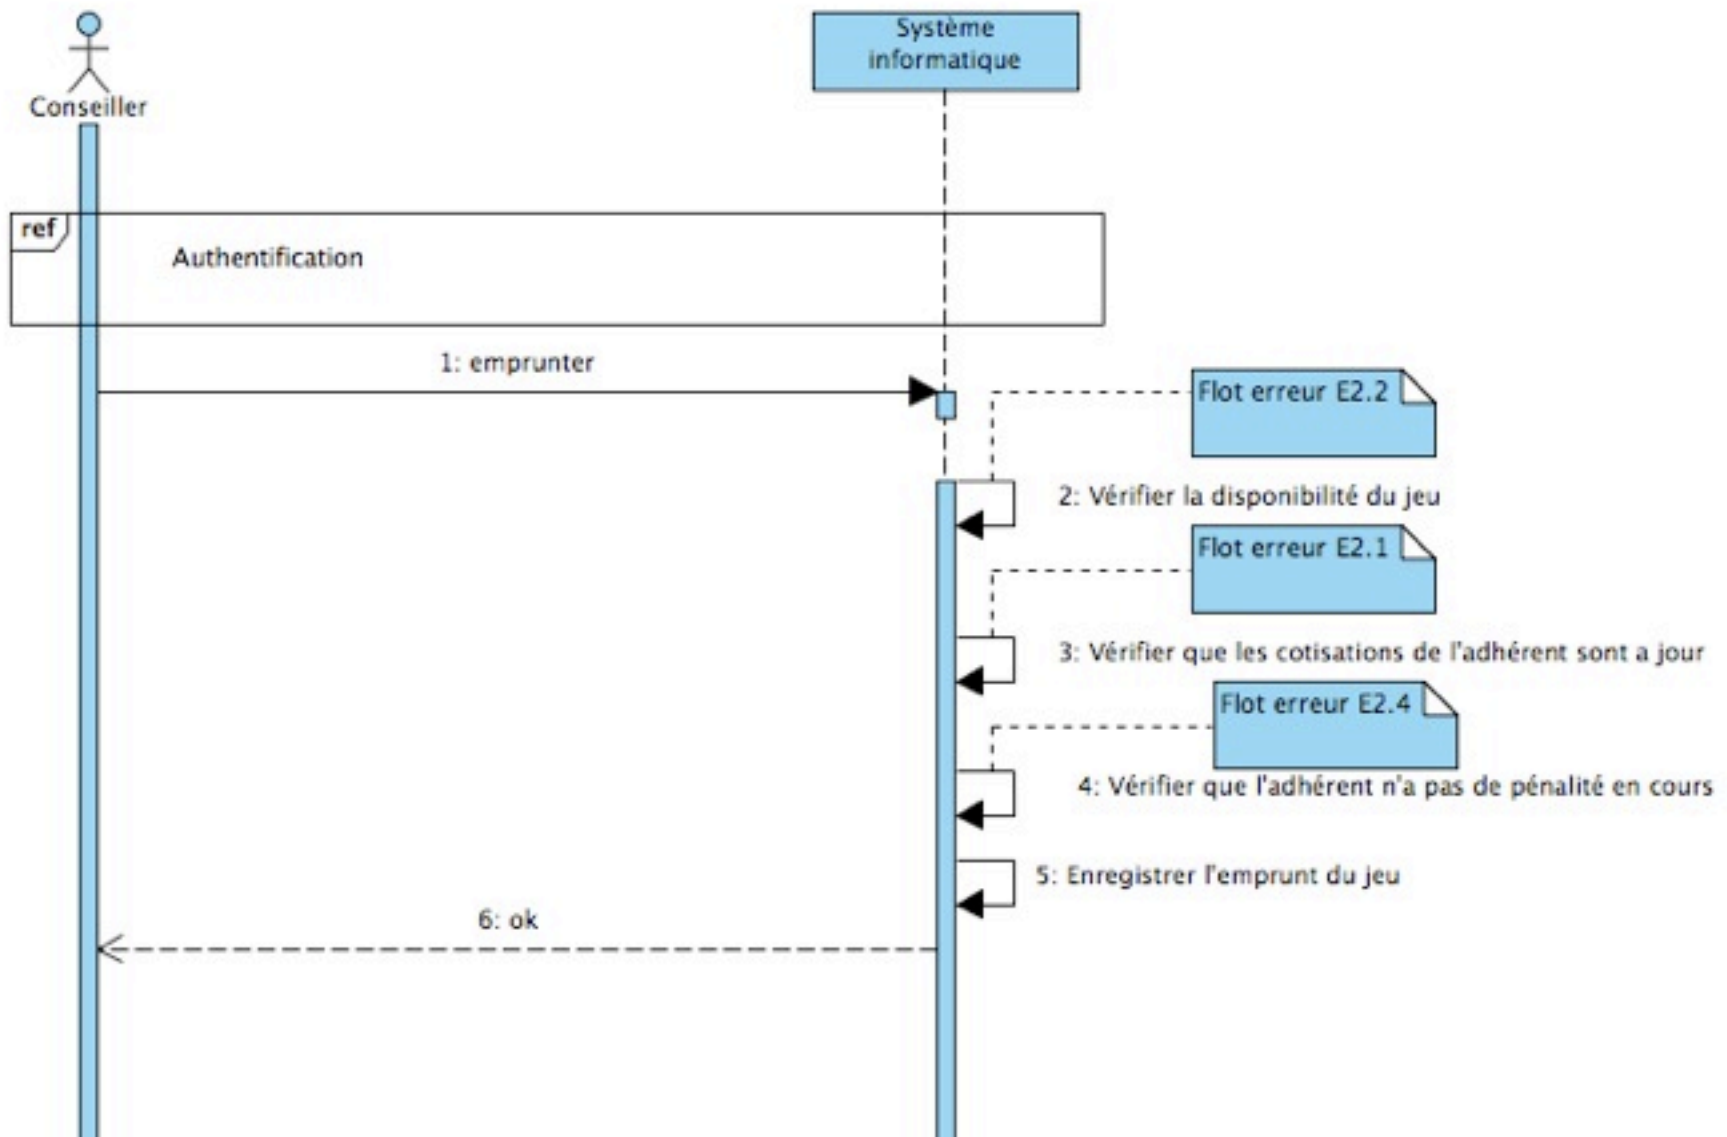 Système
informatique
Conseiller
ref
Authentification
1: emprunter
Flot erreur E2.2
2: Vérifier la disponibilité du jeu
Flot erreur E2.1
3: Vérifier que les cotisations de l'adhérent sont a jour
Flot erreur E2.4
4: Vérifier que l'adhérent n'a pas de pénalité en cours
5: Enregistrer l'emprunt du jeu
6: ok